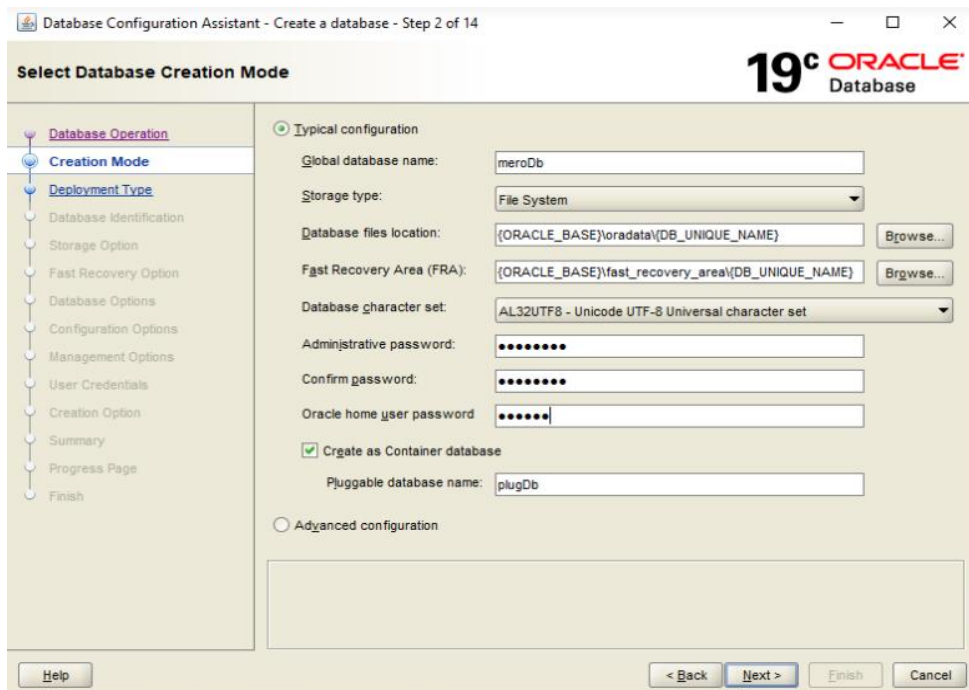 Database Configuration Assistant - Create a database - Step 2 of 14
Select Database Creation Mode
19c ORACLE Database
Database Operation
Creation Mode
Deployment Type
Database Identification
Storage Option
Fast Recovery Option
Database Options
Configuration Options
Management Options
User Credentials
Creation Option
Summary
Progress Page
Finish
Typical configuration
Global database name: meroDb
Storage type: File System
Database files location: {ORACLE_BASE}\oradata\{DB_UNIQUE_NAME} Browse...
Fast Recovery Area (FRA): {ORACLE_BASE}\fast_recovery_area\{DB_UNIQUE_NAME} Browse...
Database character set: AL32UTF8 - Unicode UTF-8 Universal character set
Administrative password: ●●●●●●●●
Confirm password: ●●●●●●●●
Oracle home user password ●●●●●●
Create as Container database
Pluggable database name: plugDb
Advanced configuration
Help < Back Next > Finish Cancel